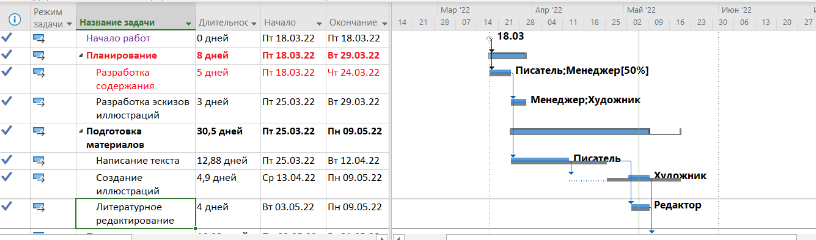 Режим задачи Название задачи Длительнос Начало Окончание
Мар '22 Апр '22 Май '22 Июн '22
14 21 28 04 11 18 25 02 09 16 23 30
Начало работ 0 дней Пт 18.03.22 Пт 18.03.22 18.03
Планирование 8 дней Пт 18.03.22 Вт 29.03.22
Разработка содержания 5 дней Пт 18.03.22 Чт 24.03.22 Писатель;Менеджер[50%]
Разработка эскизов иллюстраций 3 дней Пт 25.03.22 Вт 29.03.22 Менеджер;Художник
Подготовка материалов 30,5 дней Пт 25.03.22 Пн 09.05.22
Написание текста 12,88 дней Пт 25.03.22 Вт 12.04.22 Писатель
Создание иллюстраций 4,9 дней Ср 13.04.22 Пн 09.05.22 Художник
Литературное редактирование 4 дней Вт 03.05.22 Пн 09.05.22 Редактор